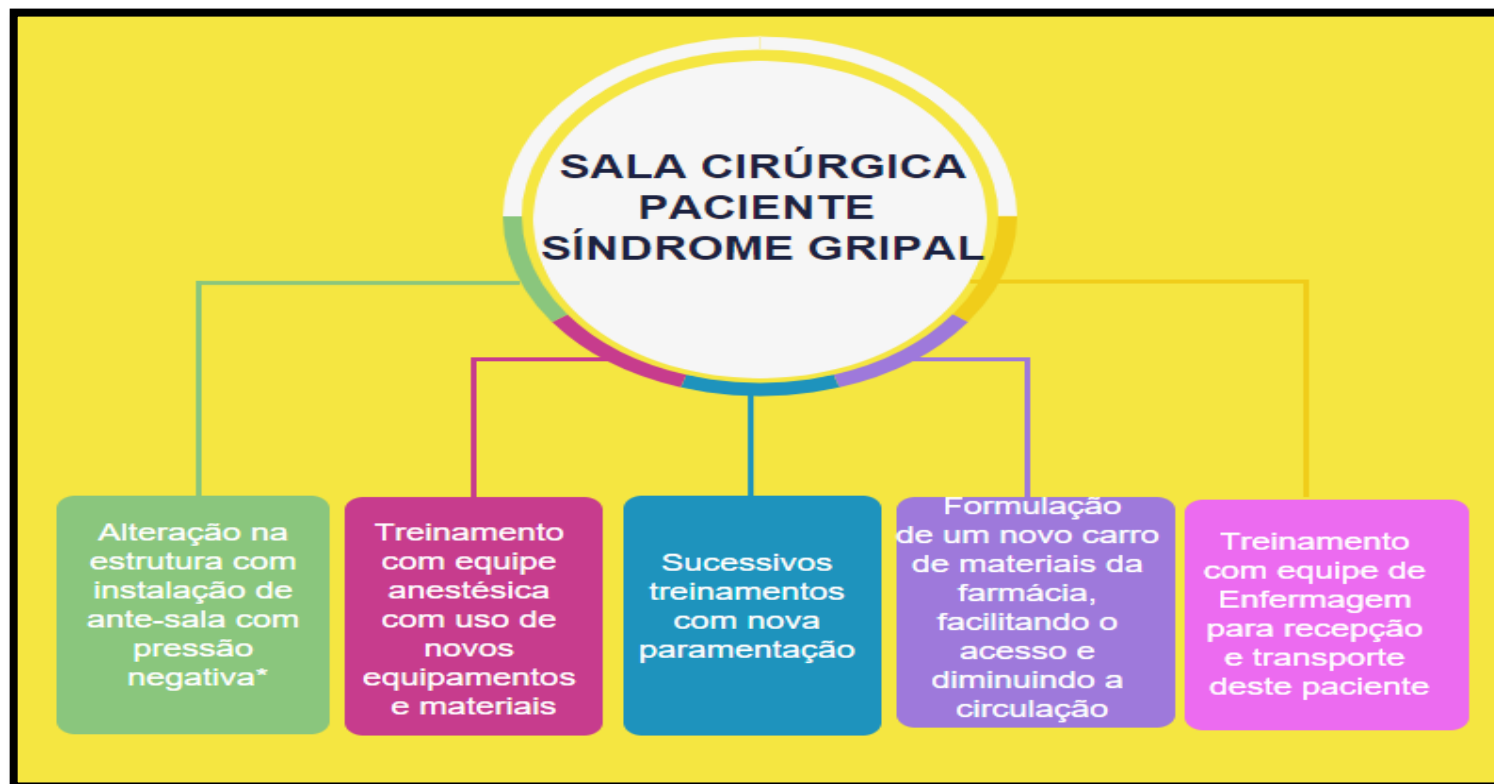 SALA CIRÚRGICA
PACIENTE
SÍNDROME GRIPAL
Alteração na
estrutura com
instalação de
ante-sala com
pressão
negativa*
Treinamento
com equipe
anestésica
com uso de
novos
equipamentos
e materiais
Sucessivos
treinamentos
com nova
paramentação
Formulação
de um novo carro
de materiais da
farmácia,
facilitando o
acesso e
diminuindo a
circulação
Treinamento
com equipe de
Enfermagem
para recepção
e transporte
deste paciente